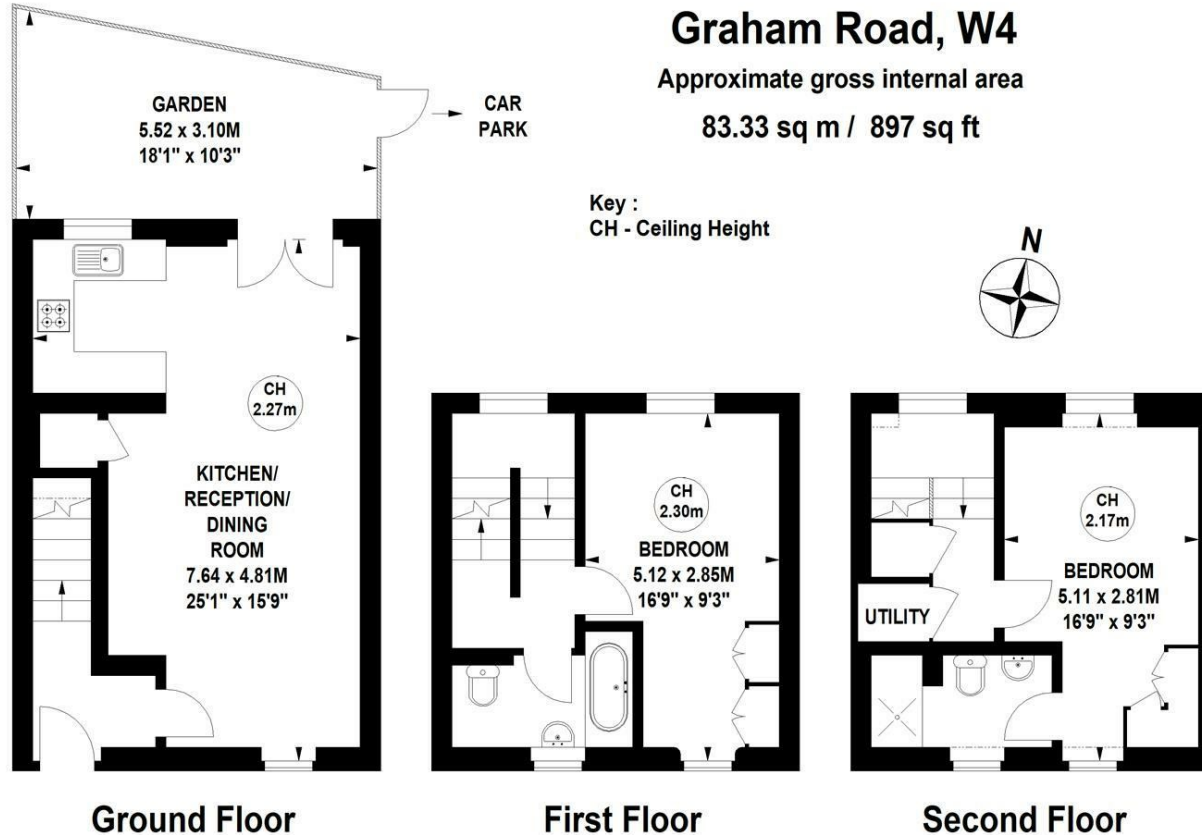 Graham Road, W4
Approximate gross internal area
83.33 sq m / 897 sq ft
Key :
CH - Ceiling Height
N
GARDEN
5.52 x 3.10M
18'1" x 10'3"
CAR
PARK
CH
2.27m
KITCHEN/
RECEPTION/
DINING
ROOM
7.64 x 4.81M
25'1" x 15'9"
Ground Floor
CH
2.30m
BEDROOM
5.12 x 2.85M
16'9" x 9'3"
First Floor
CH
2.17m
BEDROOM
5.11 x 2.81M
16'9" x 9'3"
UTILITY
Second Floor